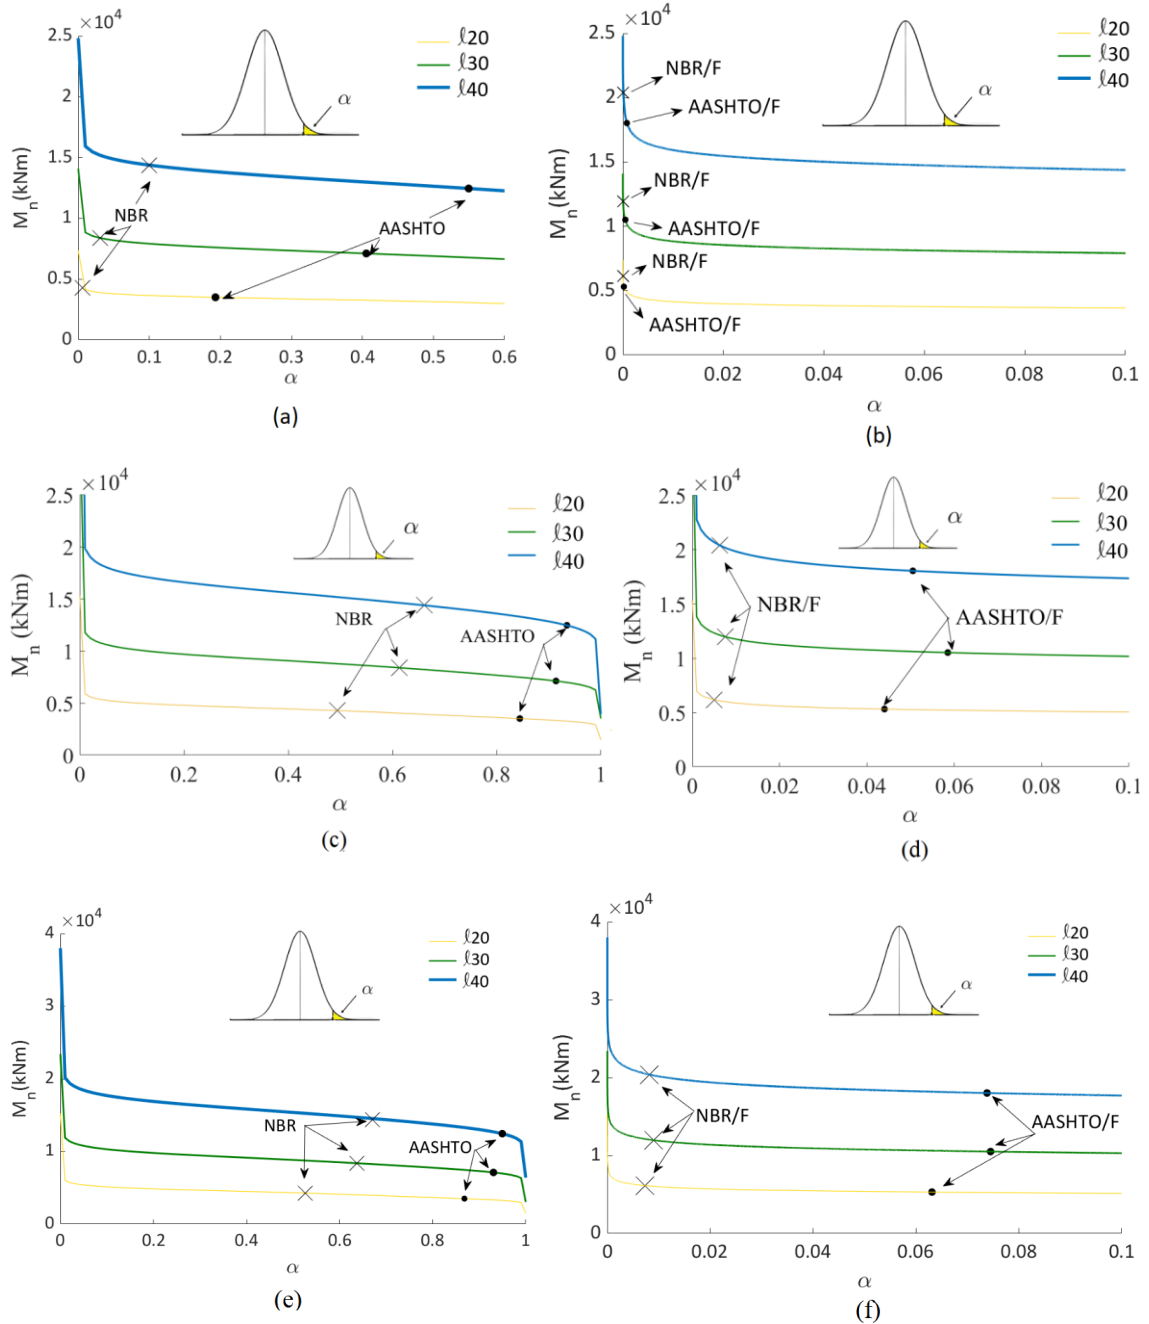 ×10⁴
2.5
2
1.5
1
0.5
0
Mₙ(kNm)
ℓ20
ℓ30
ℓ40
α
NBR
AASHTO
0 0.1 0.2 0.3 0.4 0.5 0.6
α
(a)
×10⁴
2.5
2
1.5
1
0.5
0
Mₙ(kNm)
ℓ20
ℓ30
ℓ40
α
NBR/F
AASHTO/F
NBR/F
AASHTO/F
NBR/F
AASHTO/F
0 0.02 0.04 0.06 0.08 0.1
α
(b)
×10⁴
2.5
2
1.5
1
0.5
0
Mₙ (kNm)
ℓ20
ℓ30
ℓ40
α
NBR
AASHTO
0 0.2 0.4 0.6 0.8 1
α
(c)
×10⁴
2.5
2
1.5
1
0.5
0
Mₙ (kNm)
ℓ20
ℓ30
ℓ40
α
NBR/F
AASHTO/F
0 0.02 0.04 0.06 0.08 0.1
α
(d)
×10⁴
4
3
2
1
0
Mₙ(kNm)
ℓ20
ℓ30
ℓ40
α
NBR
AASHTO
0 0.2 0.4 0.6 0.8 1
α
(e)
×10⁴
4
3
2
1
0
Mₙ(kNm)
ℓ20
ℓ30
ℓ40
α
NBR/F
AASHTO/F
0 0.02 0.04 0.06 0.08 0.1
α
(f)